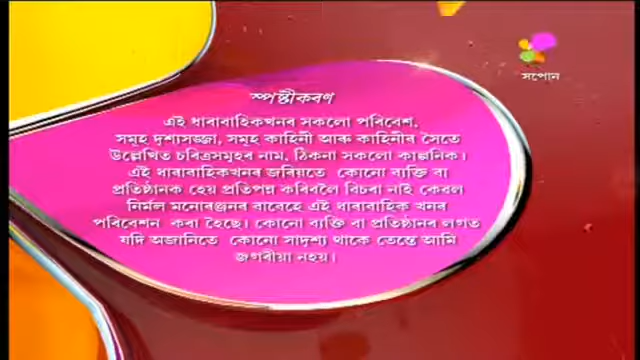 সপোন
স্পষ্টীকৰণ
এই ধাৰাবাহিকখনৰ সকলো পৰিবেশ,
সমূহ দৃশ্যসজ্জা, সমূহ কাহিনী আৰু কাহিনীৰ সৈতে
উল্লেখিত চৰিত্ৰসমূহৰ নাম, ঠিকনা সকলো কাল্পনিক।
এই ধাৰাবাহিকখনৰ জৰিয়তে কোনো ব্যক্তি বা
প্ৰতিষ্ঠানক হেয় প্ৰতিপন্ন কৰিবলৈ বিচৰা নাই কেৱল
নিৰ্মল মনোৰঞ্জনৰ বাবেহে এই ধাৰাবাহিক খনৰ
পৰিবেশন কৰা হৈছে। কোনো ব্যক্তি বা প্ৰতিষ্ঠানৰ লগত
যদি অজানিতে কোনো সাদৃশ্য থাকে তেন্তে আমি
জগৰীয়া নহয়।